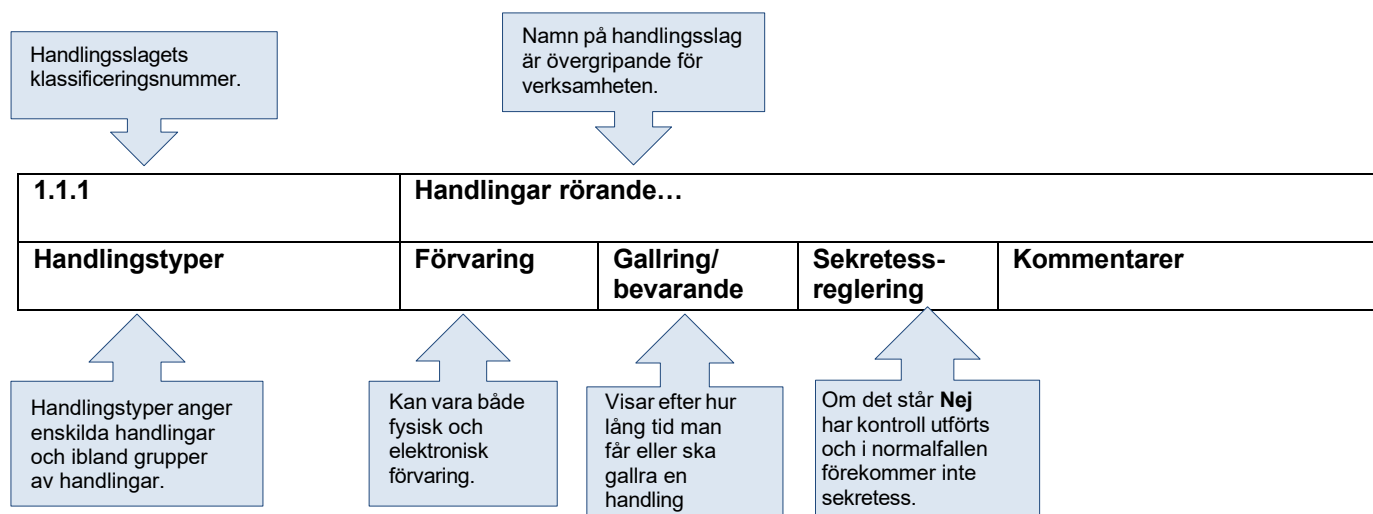 Handlingsslagets
klassificeringsnummer.
Namn på handlingsslag
är övergripande för
verksamheten.
1.1.1
Handlingar rörande…
Handlingstyper
Förvaring
Gallring/
bevarande
Sekretess-
reglering
Kommentarer
Handlingstyper anger
enskilda handlingar
och ibland grupper
av handlingar.
Kan vara både
fysisk och
elektronisk
förvaring.
Visar efter hur
lång tid man
får eller ska
gallra en
handling
Om det står Nej
har kontroll utförts
och i normalfallen
förekommer inte
sekretess.